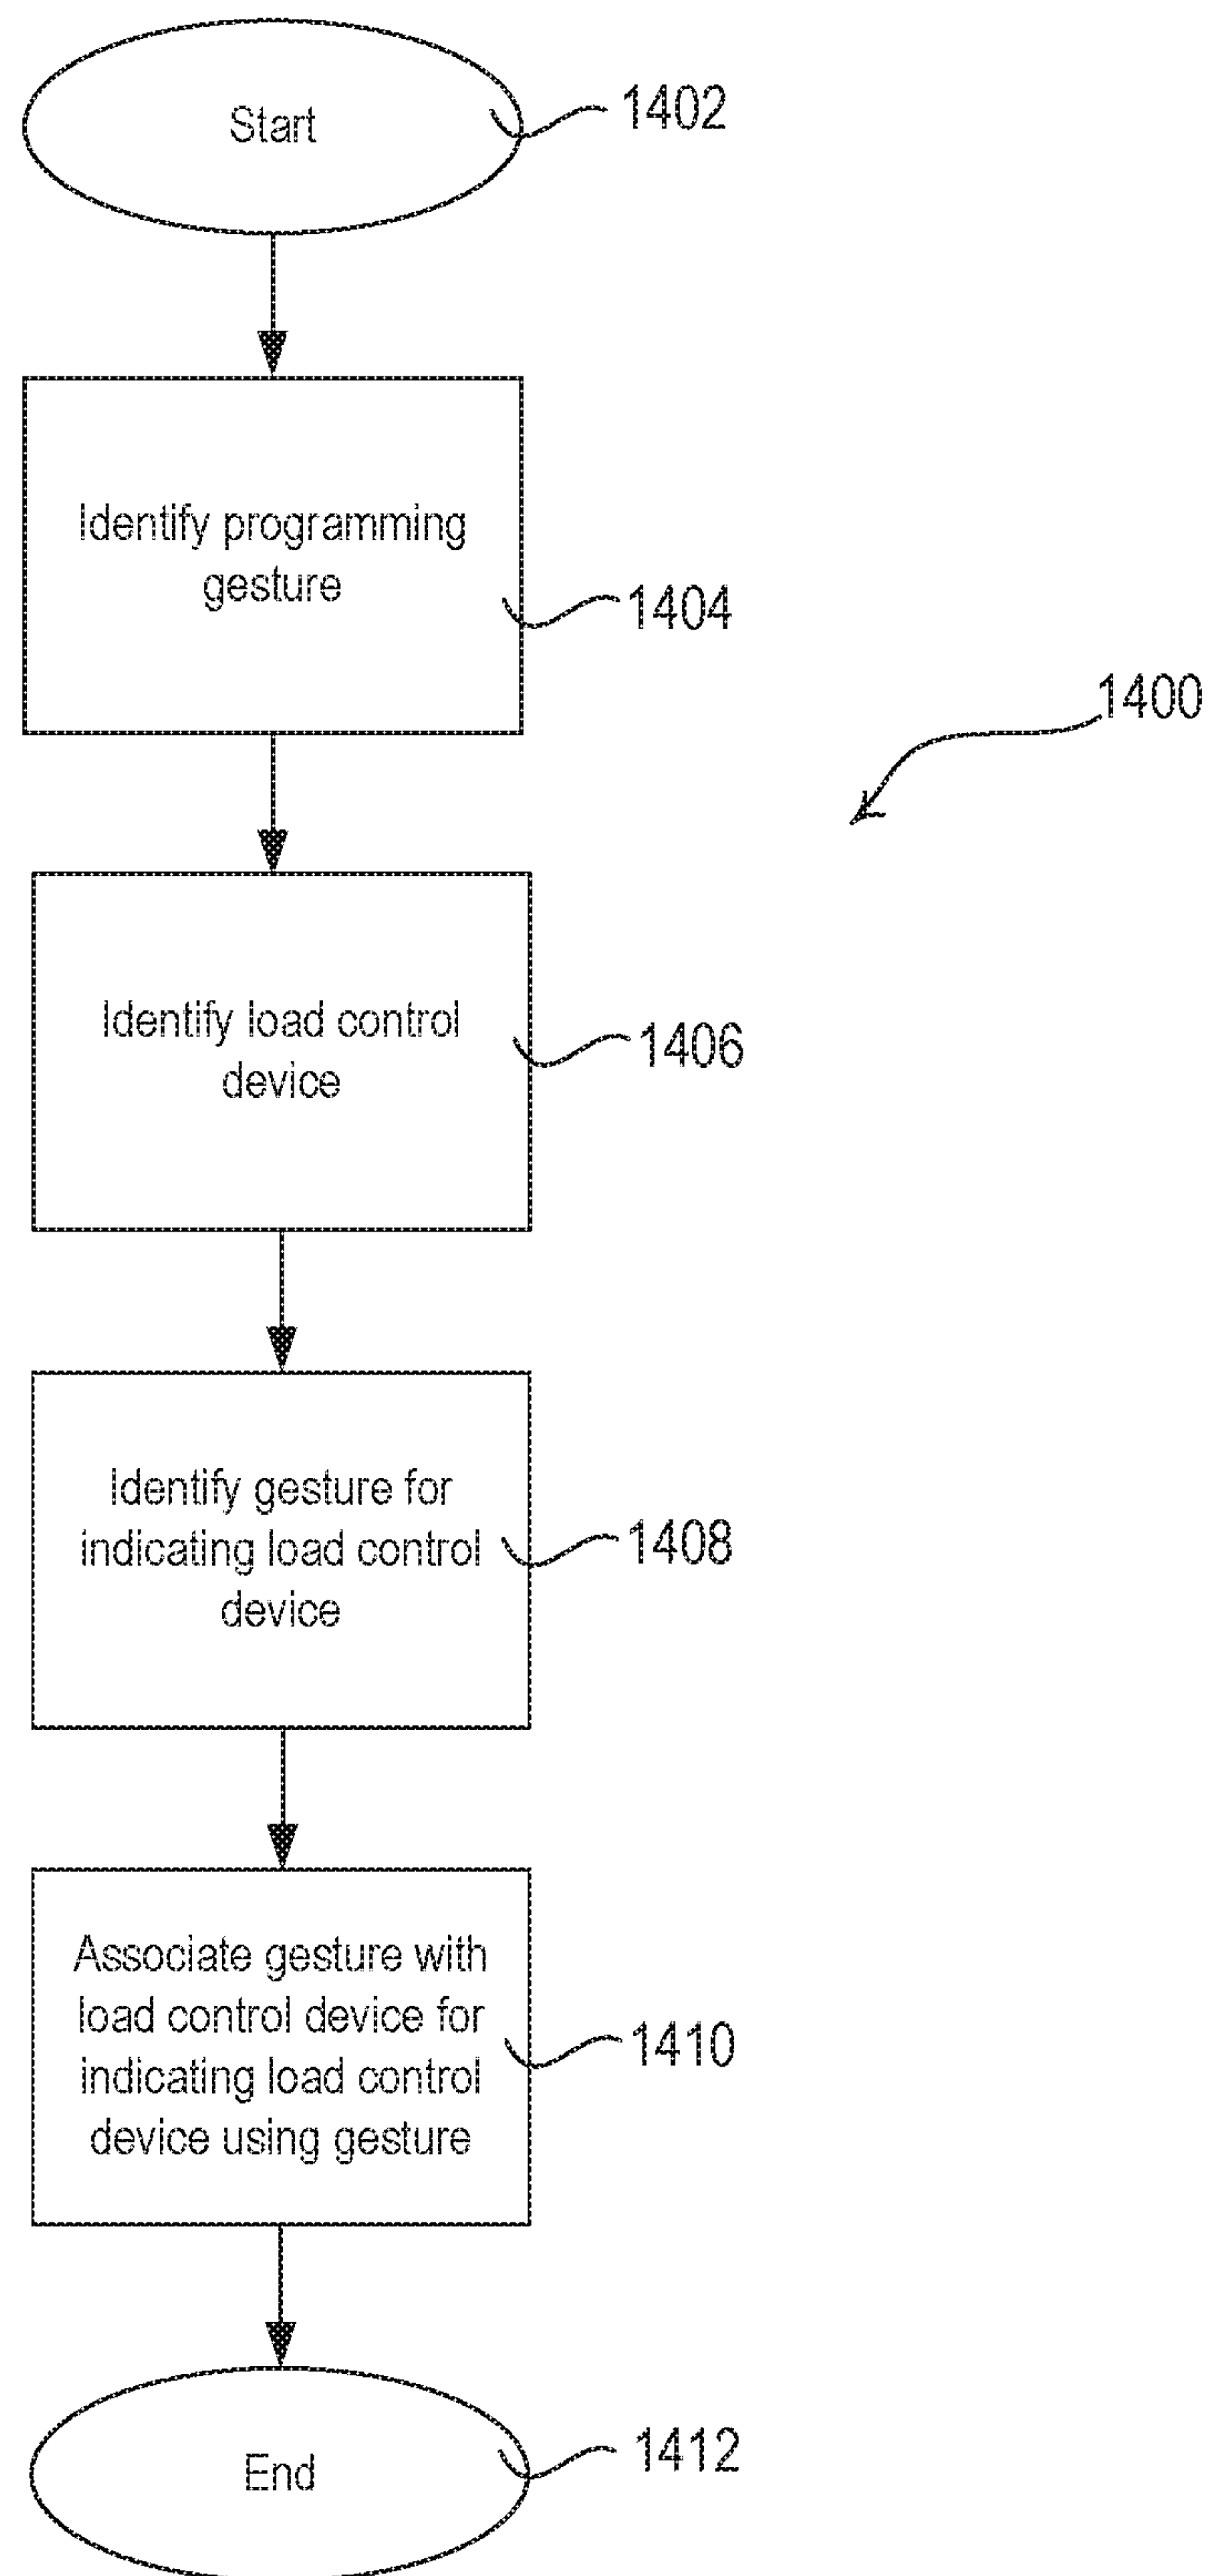 Start
1402
Identify programming
gesture
1404
1400
Identify load control
device
1406
Identify gesture for
indicating load control
device
1408
Associate gesture with
load control device for
indicating load control
device using gesture
1410
End
1412